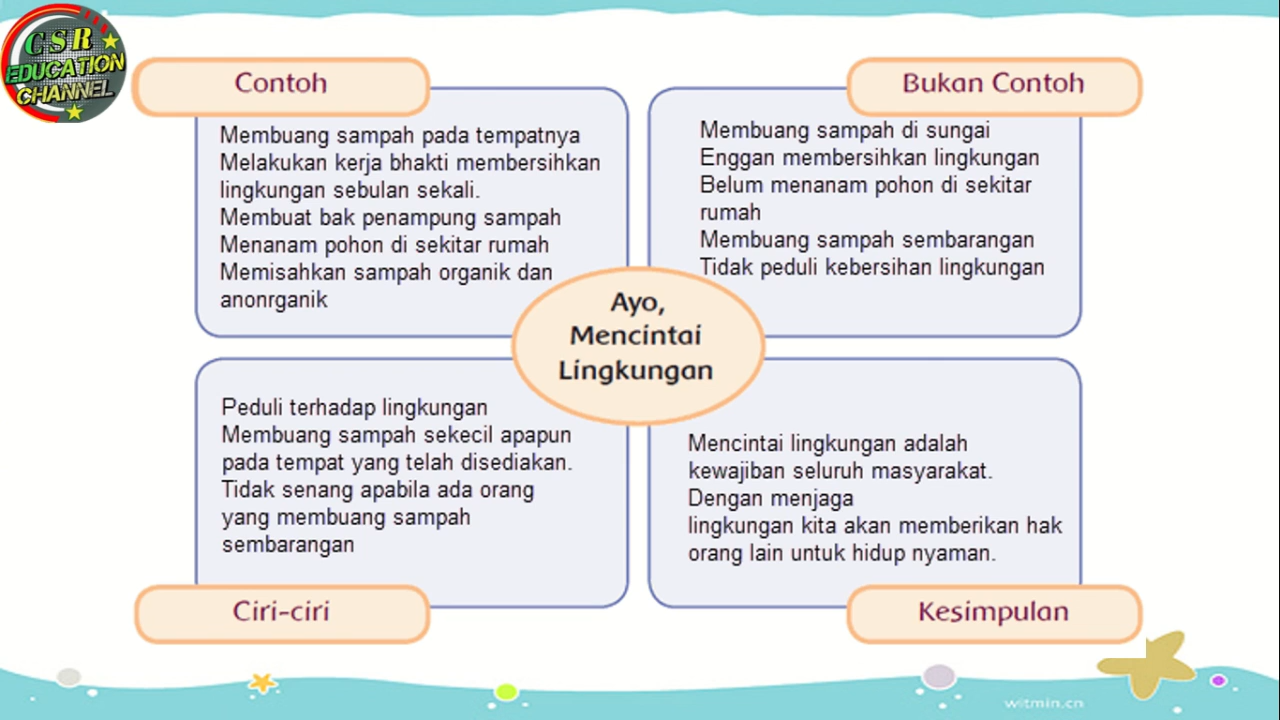 CSR
EDUCATION
CHANNEL
Contoh
Membuang sampah pada tempatnya
Melakukan kerja bhakti membersihkan
lingkungan sebulan sekali.
Membuat bak penampung sampah
Menanam pohon di sekitar rumah
Memisahkan sampah organik dan
anonrganik
Bukan Contoh
Membuang sampah di sungai
Enggan membersihkan lingkungan
Belum menanam pohon di sekitar
rumah
Membuang sampah sembarangan
Tidak peduli kebersihan lingkungan
Ayo,
Mencintai
Lingkungan
Peduli terhadap lingkungan
Membuang sampah sekecil apapun
pada tempat yang telah disediakan.
Tidak senang apabila ada orang
yang membuang sampah
sembarangan
Ciri-ciri
Mencintai lingkungan adalah
kewajiban seluruh masyarakat.
Dengan menjaga
lingkungan kita akan memberikan hak
orang lain untuk hidup nyaman.
Kesimpulan
witmin.cn